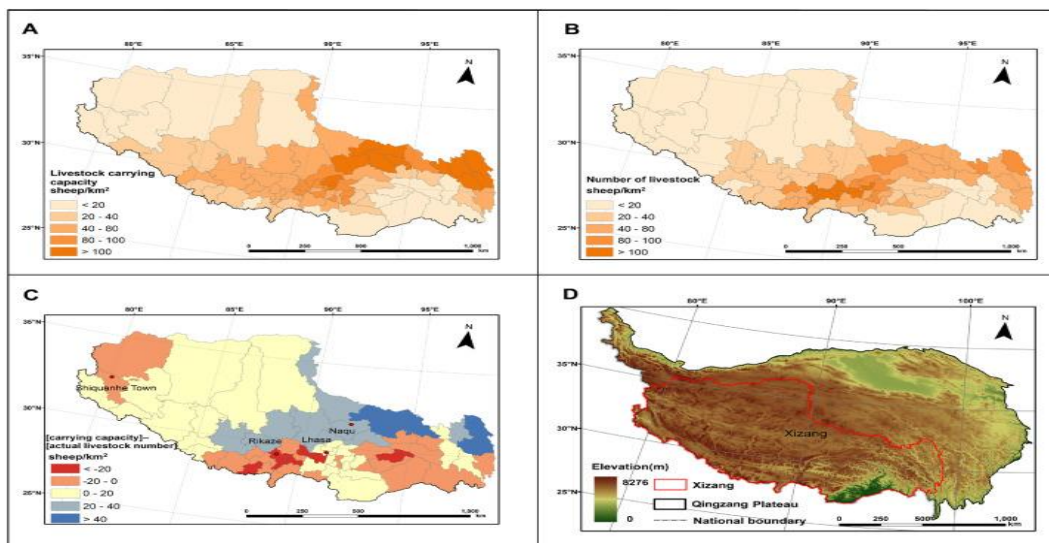 A
80°E
85°E
90°E
95°E
35°N
N
30°N
25°N
Livestock carrying
capacity
sheep/km²
< 20
20 - 40
40 - 80
80 - 100
> 100
0
250
500
1,000
km
B
80°E
85°E
90°E
95°E
35°N
N
30°N
25°N
Number of livestock
sheep/km²
< 20
20 - 40
40 - 80
80 - 100
> 100
0
250
500
1,000
km
C
80°E
85°E
90°E
95°E
35°N
N
Shiquanhe Town
30°N
Naqu
Rikaze
Lhasa
25°N
[carrying capacity]–
[actual livestock number]
sheep/km²
< -20
-20 - 0
0 - 20
20 - 40
> 40
0
250
500
1,000
km
D
80°E
90°E
100°E
35°N
N
30°N
Xizang
25°N
Elevation(m)
8276
0
Xizang
Qingzang Plateau
National boundary
0
250
500
1,000
km